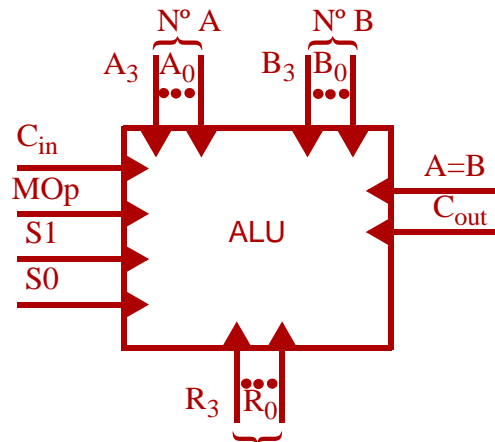 Nº A
Nº B
A3 A0
B3 B0
Cin
MOp
S1
S0
ALU
A=B
Cout
R3 R0